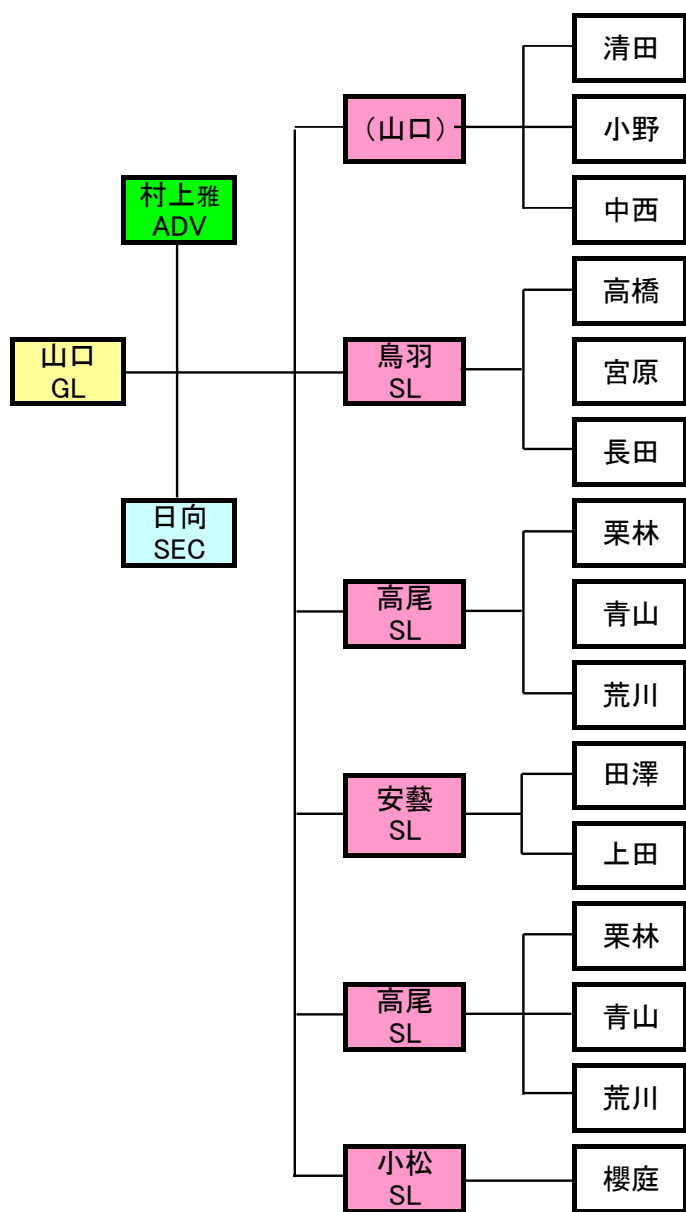 山口
GL
村上雅
ADV
日向
SEC
(山口)
清田
小野
中西
鳥羽
SL
高橋
宮原
長田
高尾
SL
栗林
青山
荒川
安藝
SL
田澤
上田
高尾
SL
栗林
青山
荒川
小松
SL
櫻庭